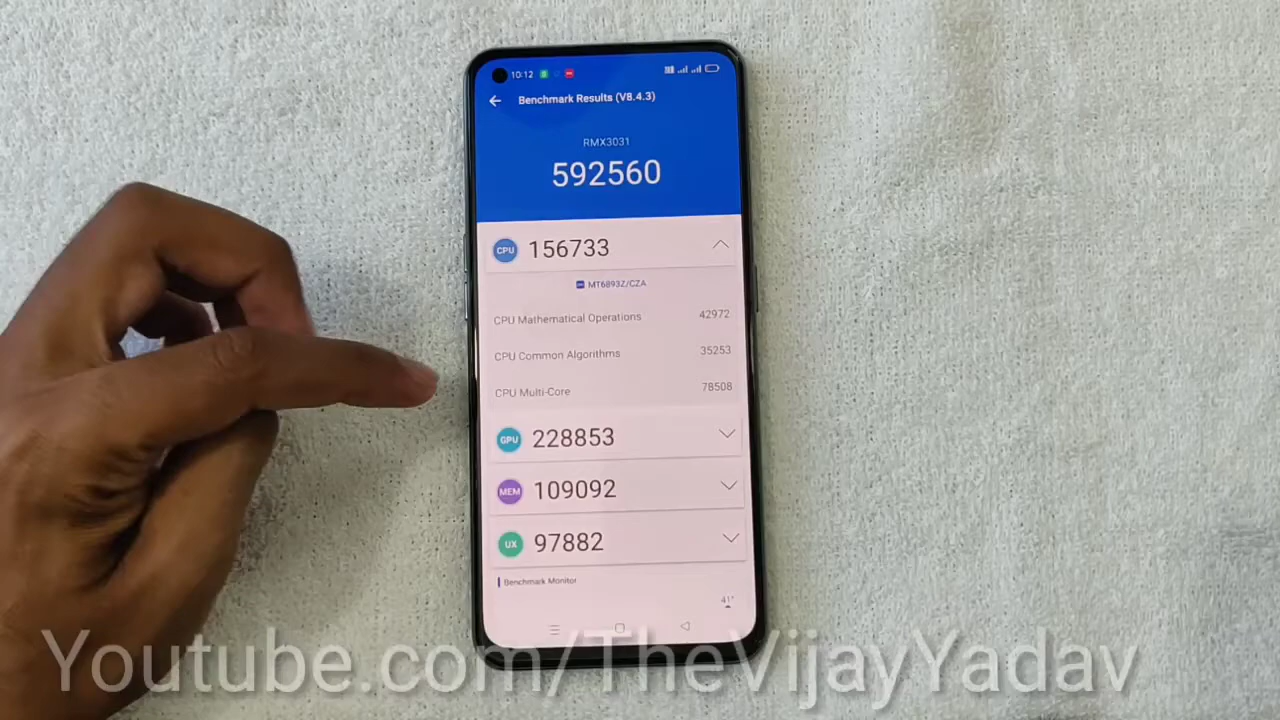 10:12
Benchmark Results (V8.4.3)
RMX3031
592560
CPU 156733
MT6893Z/CZA
CPU Mathematical Operations 42972
CPU Common Algorithms 35253
CPU Multi-Core 78508
GPU 228853
MEM 109092
UX 97882
Benchmark Monitor
41°
Youtube.com/TheVijayYadav